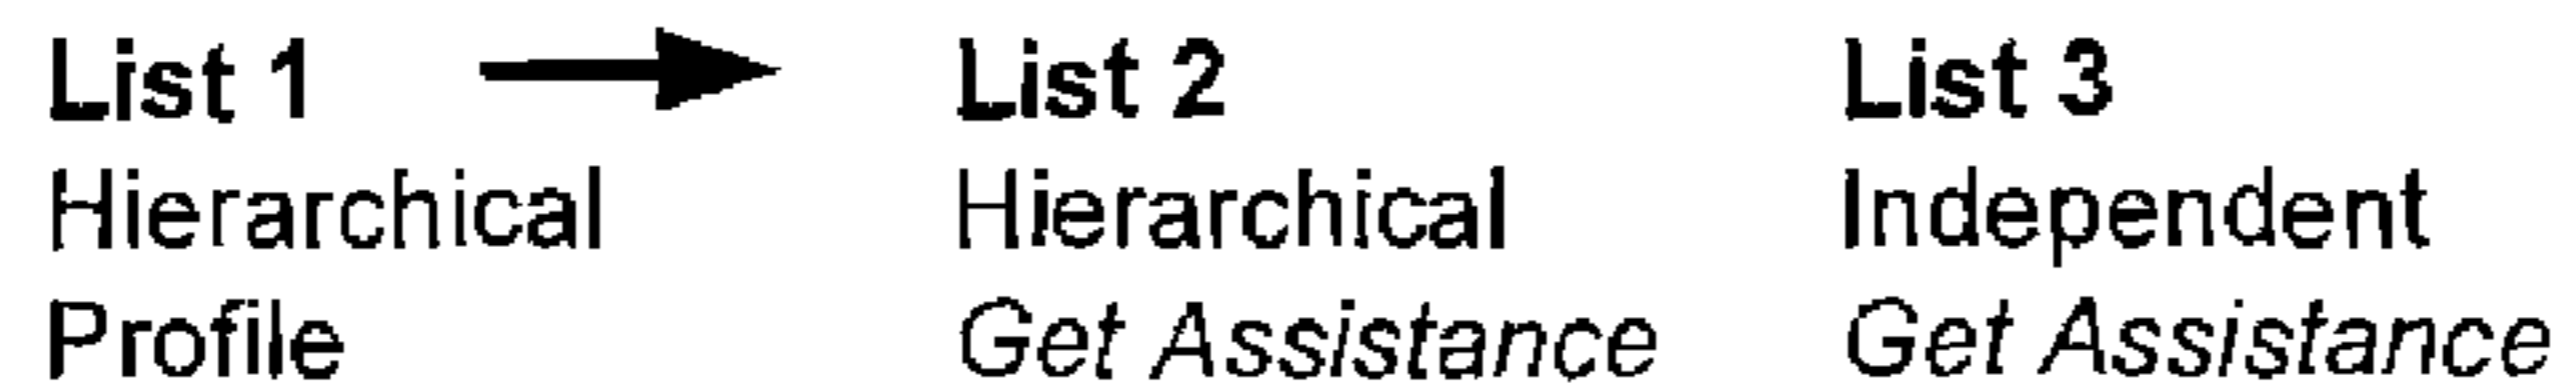 List 1 List 2 List 3
Hierarchical Hierarchical Independent
Profile Get Assistance Get Assistance